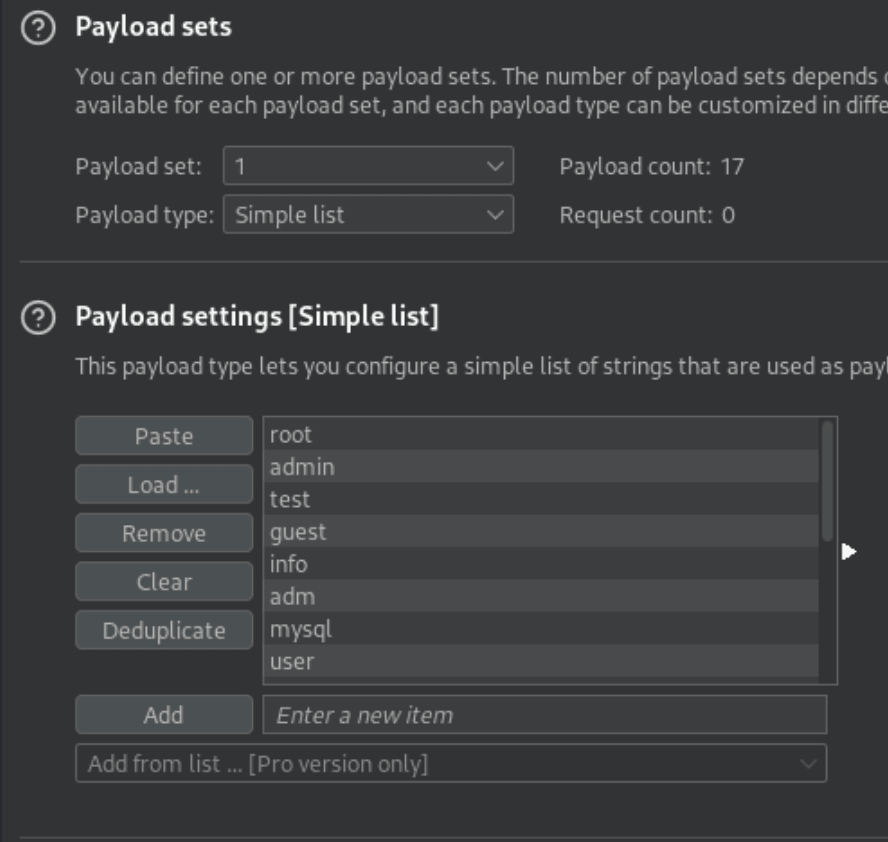 Payload sets
You can define one or more payload sets. The number of payload sets depends
available for each payload set, and each payload type can be customized in diffe
Payload set: 1 Payload count: 17
Payload type: Simple list Request count: 0
Payload settings [Simple list]
This payload type lets you configure a simple list of strings that are used as payl
Paste
Load ...
Remove
Clear
Deduplicate
root
admin
test
guest
info
adm
mysql
user
Add Enter a new item
Add from list ... [Pro version only]